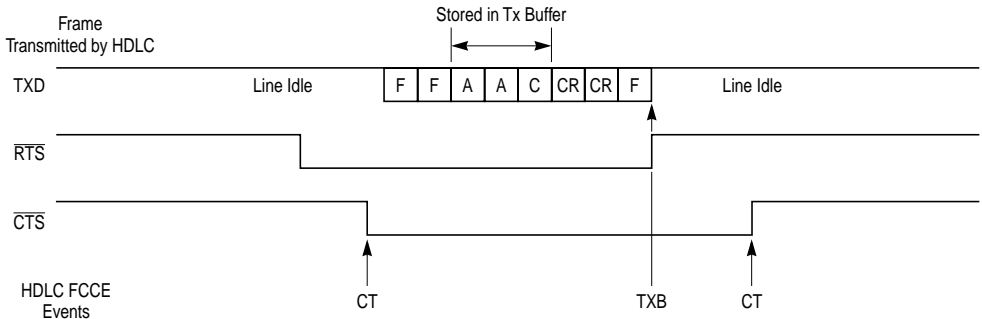 Stored in Tx Buffer
Frame
Transmitted by HDLC
TXD
Line Idle
F F A A C CR CR F
Line Idle
RTS
CTS
HDLC FCCE
Events
CT
TXB
CT